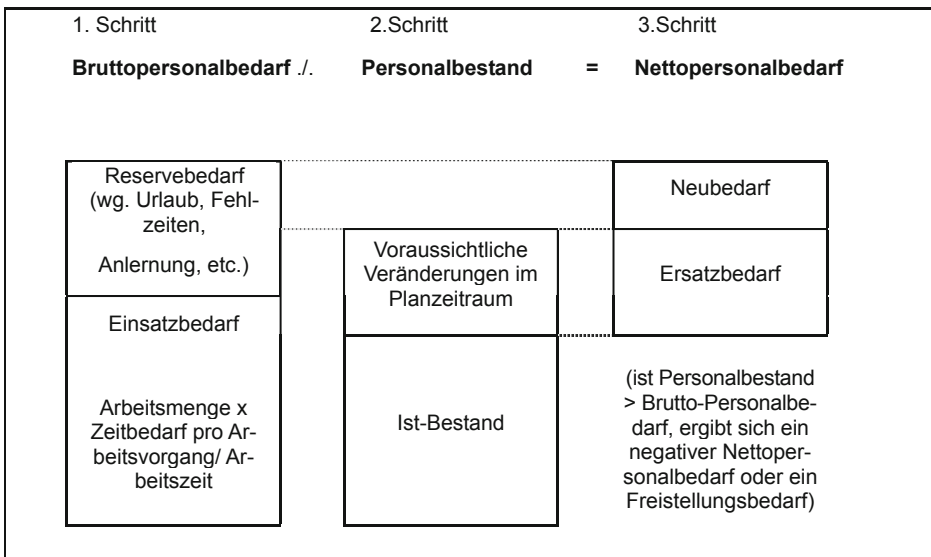 1. Schritt
2.Schritt
3.Schritt
Bruttopersonalbedarf ./.
Personalbestand
=
Nettopersonalbedarf
Reservebedarf
(wg. Urlaub, Fehl-
zeiten,
Anlernung, etc.)
Einsatzbedarf
Arbeitsmenge x
Zeitbedarf pro Ar-
beitsvorgang/ Ar-
beitszeit
Voraussichtliche
Veränderungen im
Planzeitraum
Ist-Bestand
Neubedarf
Ersatzbedarf
(ist Personalbestand
> Brutto-Personalbe-
darf, ergibt sich ein
negativer Nettoper-
sonalbedarf oder ein
Freistellungsbedarf)